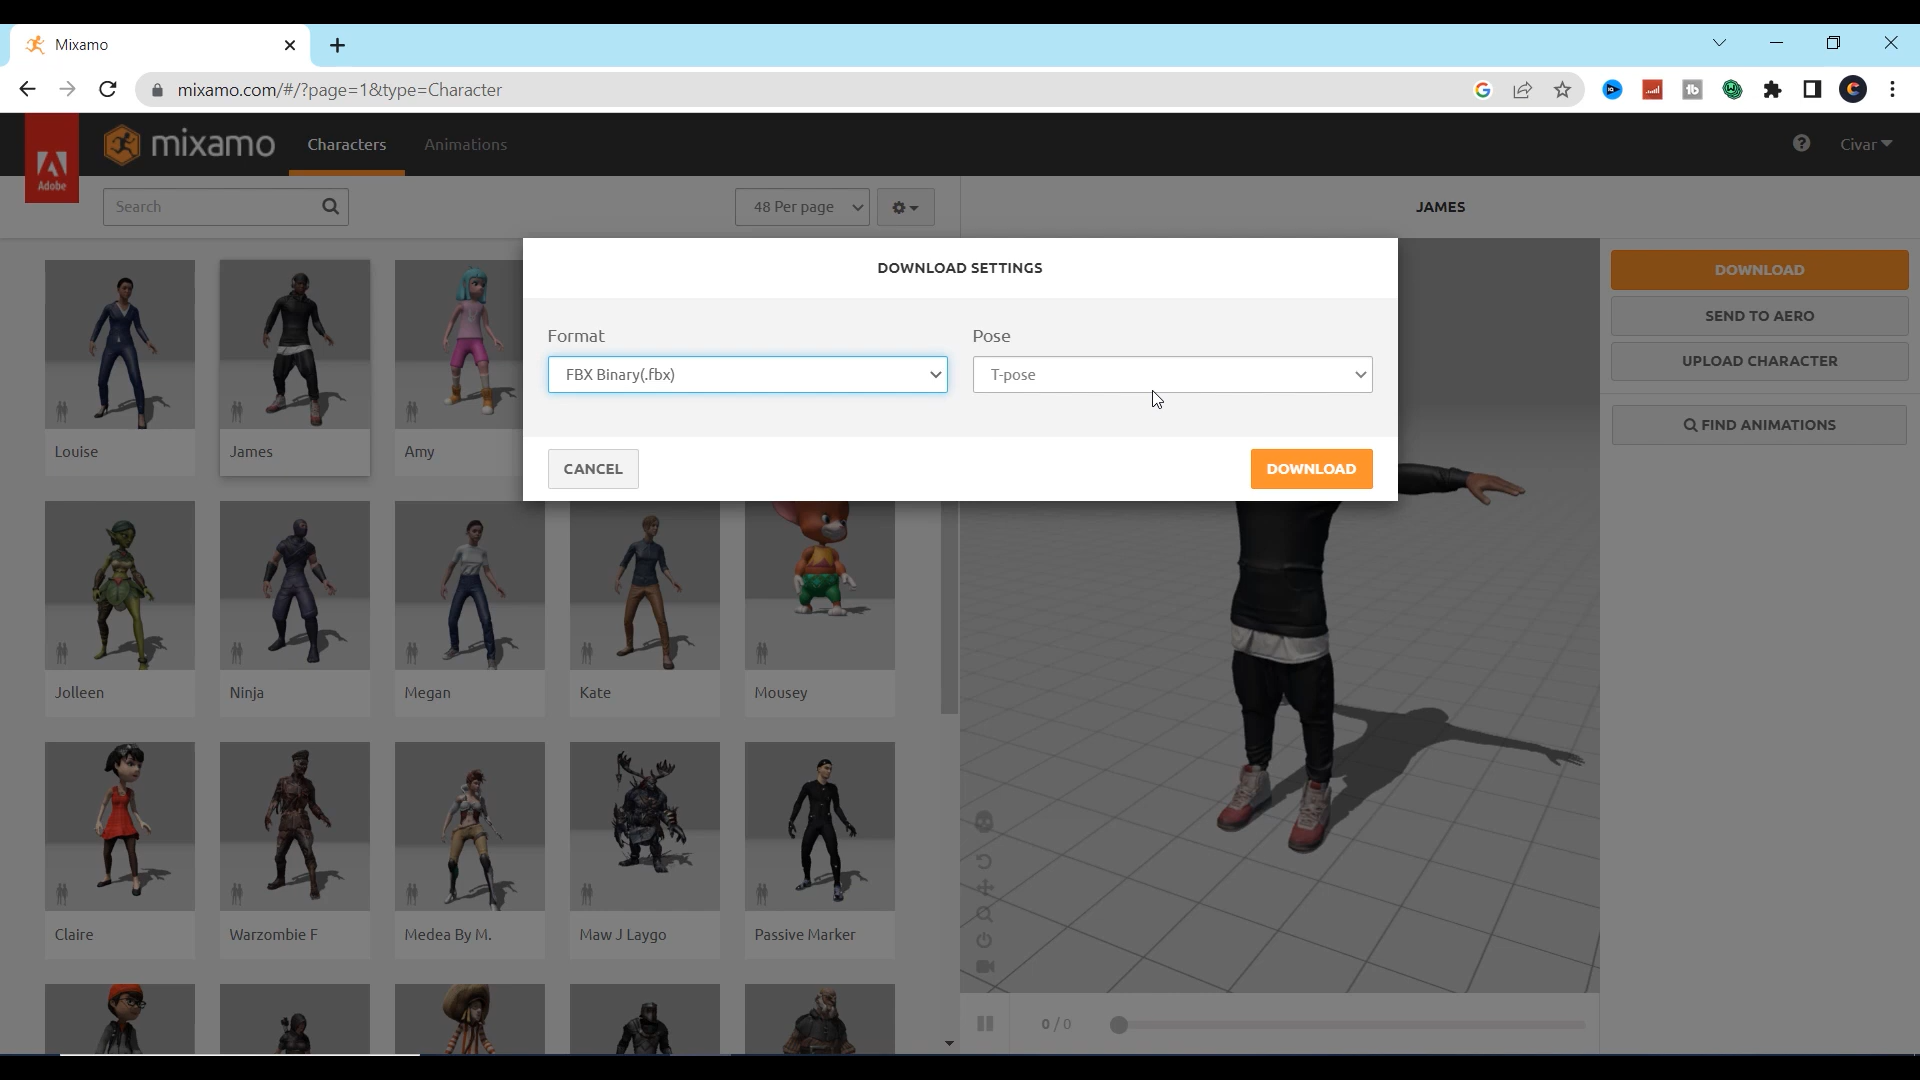 Mixamo
mixamo.com/#/?page=1&type=Character
Adobe
mixamo
Characters
Animations
Civar
Search
48 Per page
JAMES
DOWNLOAD SETTINGS
Format
Pose
FBX Binary(.fbx)
T-pose
CANCEL
DOWNLOAD
DOWNLOAD
SEND TO AERO
UPLOAD CHARACTER
FIND ANIMATIONS
Louise
James
Amy
Jolleen
Ninja
Megan
Kate
Mousey
Claire
Warzombie F
Medea By M.
Maw J Laygo
Passive Marker
0 / 0